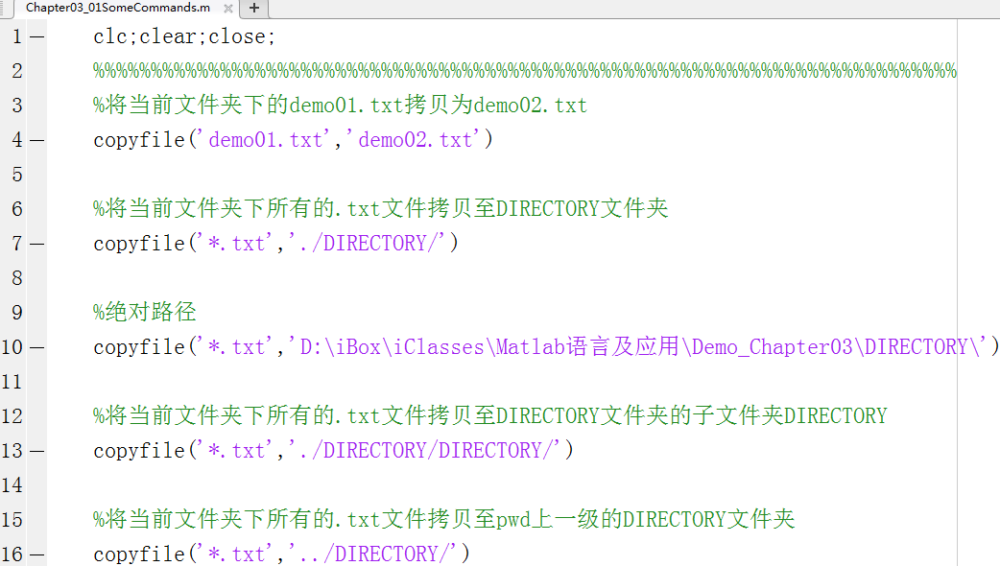 Chapter03_01SomeCommands.m × +
1 — clc;clear;close;
2 %%%%%%%%%%%%%%%%%%%%%%%%%%%%%%%%%%%%%%%%%%%%%%%%%%%%%%%%%%%%%%%%%%%%%%%%%%%
3 %将当前文件夹下的demo01.txt拷贝为demo02.txt
4 — copyfile('demo01.txt','demo02.txt')
5
6 %将当前文件夹下所有的.txt文件拷贝至DIRECTORY文件夹
7 — copyfile('*.txt','./DIRECTORY/')
8
9 %绝对路径
10 — copyfile('*.txt','D:\iBox\iClasses\Matlab语言及应用\Demo_Chapter03\DIRECTORY\')
11
12 %将当前文件夹下所有的.txt文件拷贝至DIRECTORY文件夹的子文件夹DIRECTORY
13 — copyfile('*.txt','./DIRECTORY/DIRECTORY/')
14
15 %将当前文件夹下所有的.txt文件拷贝至pwd上一级的DIRECTORY文件夹
16 — copyfile('*.txt','../DIRECTORY/')